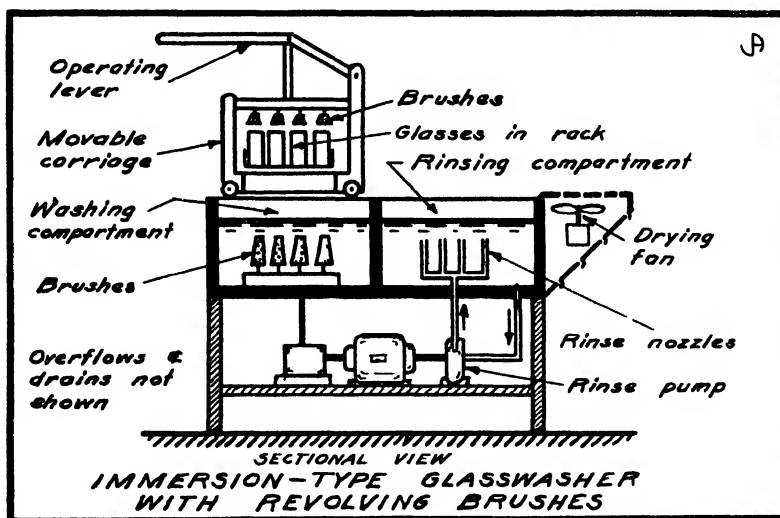 Operating
lever
Brushes
Glasses in rack
Movable
carriage
Rinsing compartment
Washing
compartment
Drying
fan
Brushes
Rinse nozzles
Overflows &
drains not
shown
Rinse pump
SECTIONAL VIEW
IMMERSION-TYPE GLASSWASHER
WITH REVOLVING BRUSHES